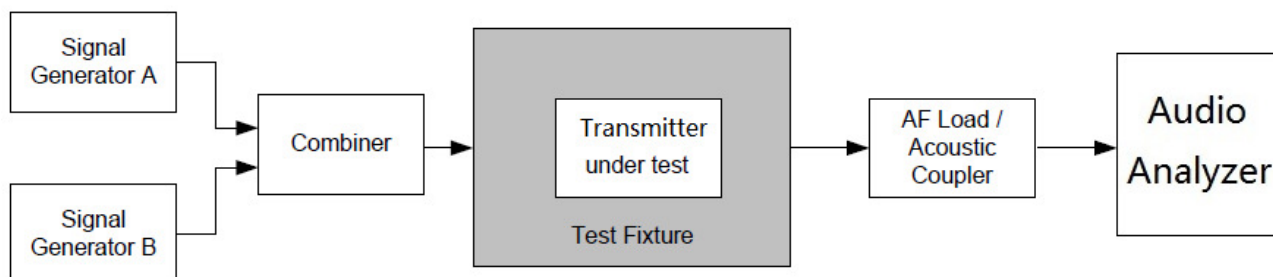 Signal
Generator A
Combiner
Signal
Generator B
Transmitter
under test
Test Fixture
AF Load /
Acoustic
Coupler
Audio
Analyzer